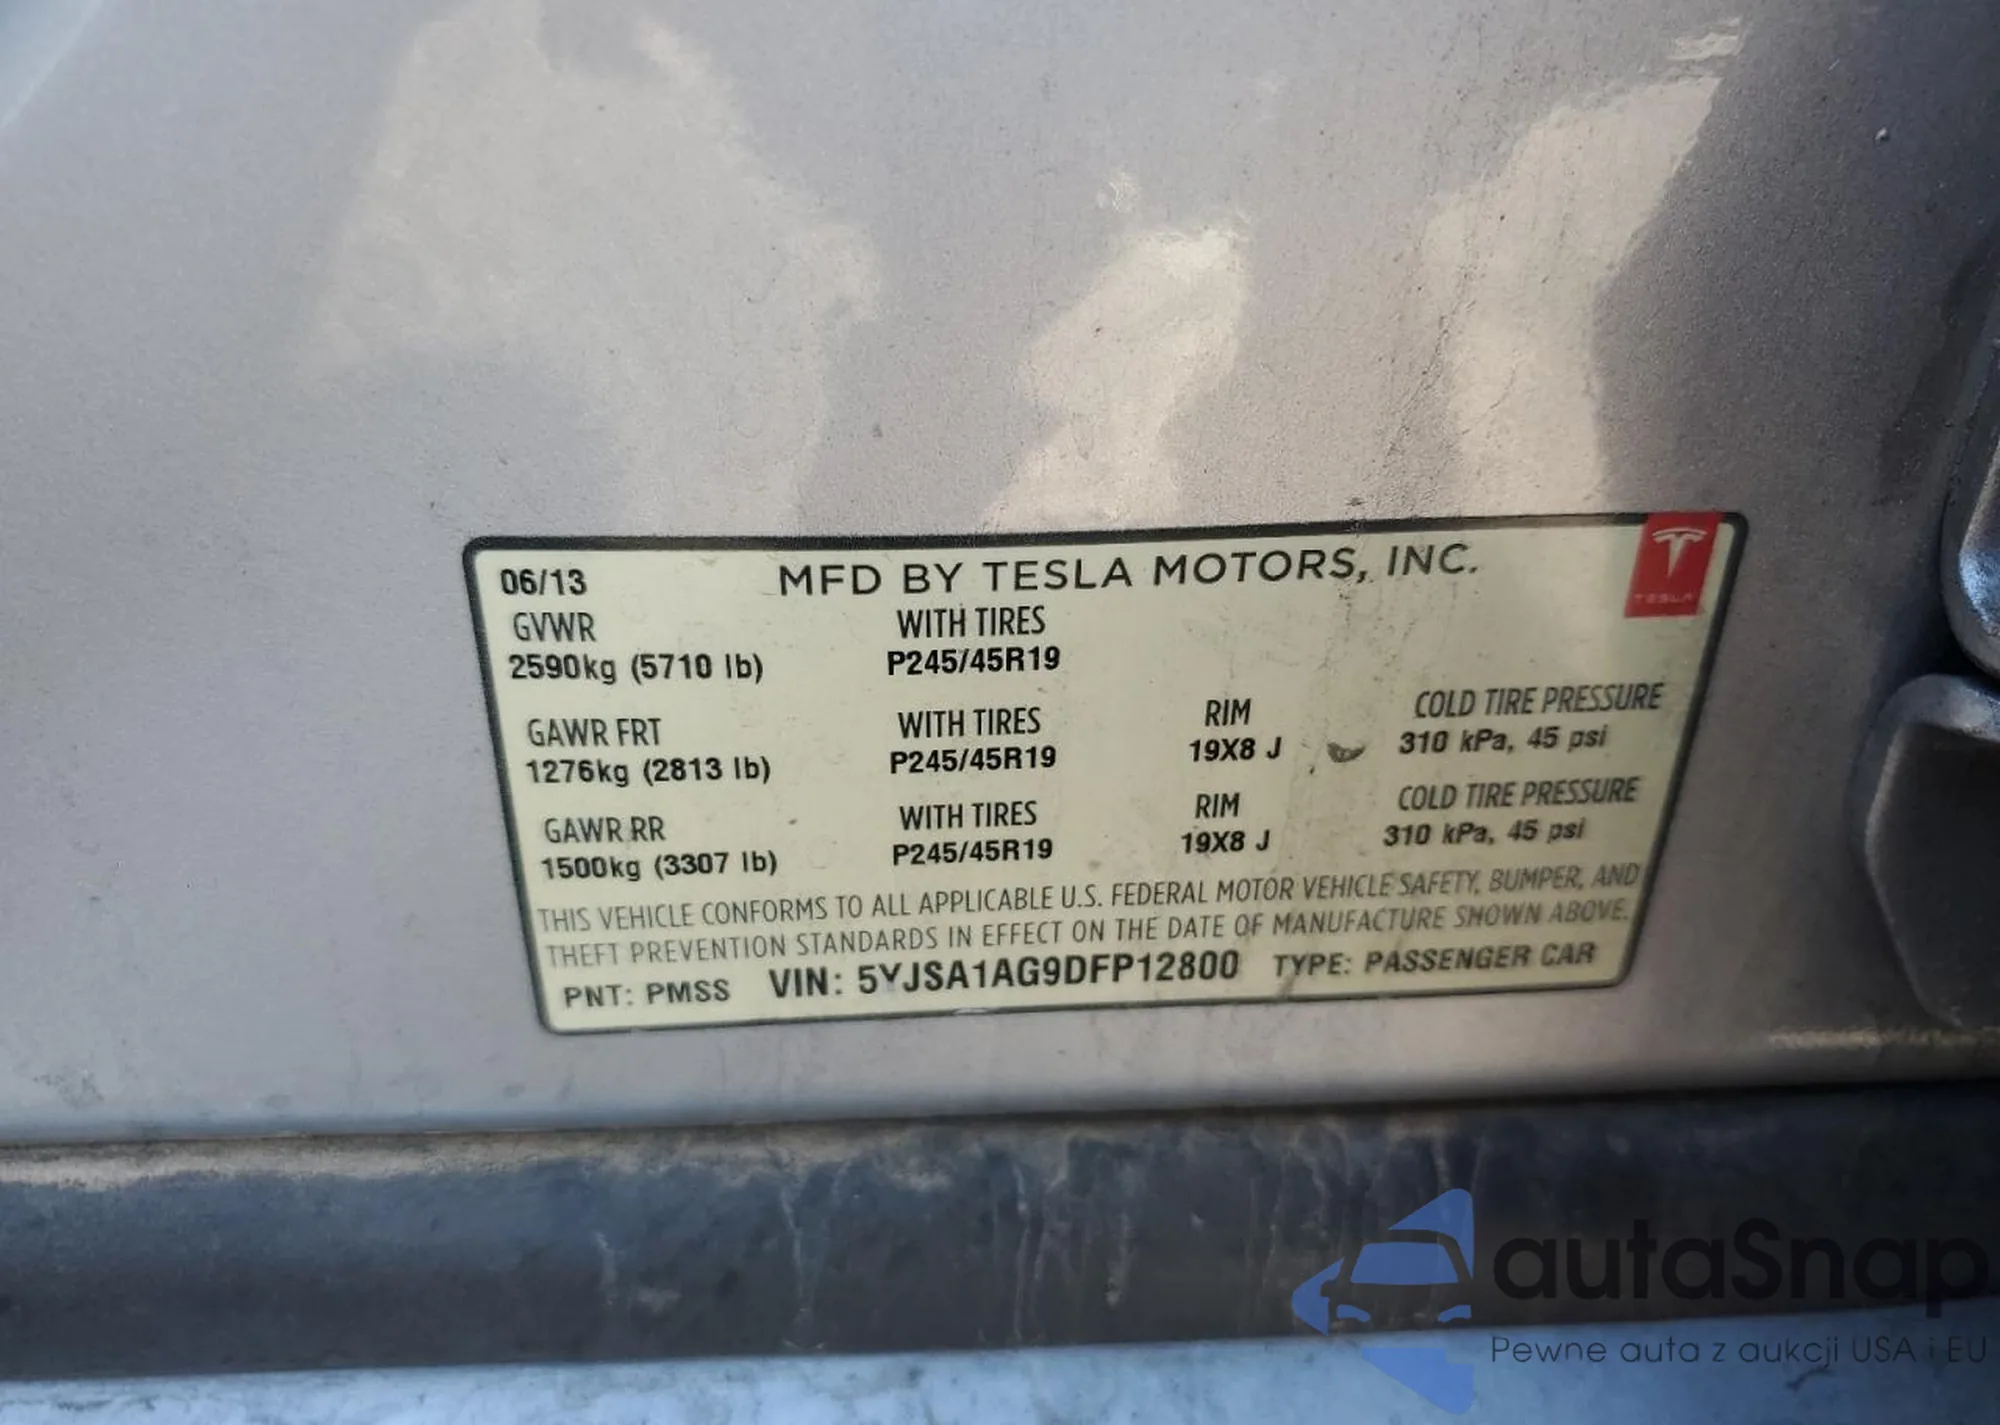 06/13 MFD BY TESLA MOTORS, INC.
TESLA
GVWR WITH TIRES
2590kg (5710 lb) P245/45R19
GAWR FRT WITH TIRES RIM COLD TIRE PRESSURE
1276kg (2813 lb) P245/45R19 19X8 J 310 kPa, 45 psi
GAWR RR WITH TIRES RIM COLD TIRE PRESSURE
1500kg (3307 lb) P245/45R19 19X8 J 310 kPa, 45 psi
THIS VEHICLE CONFORMS TO ALL APPLICABLE U.S. FEDERAL MOTOR VEHICLE SAFETY, BUMPER, AND
THEFT PREVENTION STANDARDS IN EFFECT ON THE DATE OF MANUFACTURE SHOWN ABOVE.
PNT: PMSS VIN: 5YJSA1AG9DFP12800 TYPE: PASSENGER CAR
autaSnap
Pewne auta z aukcji USA i EU